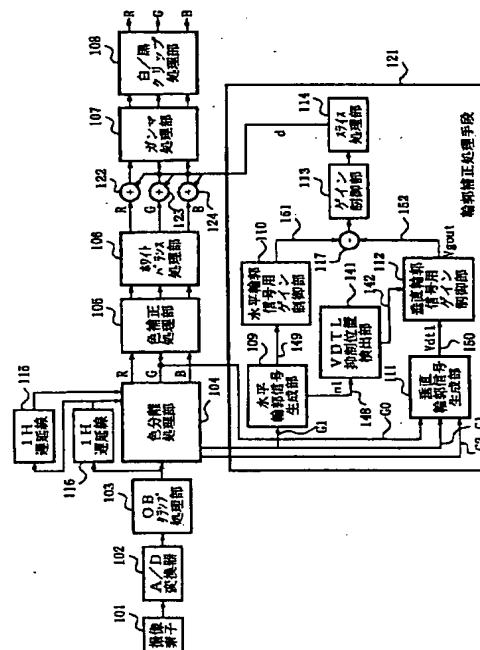 101
撮像
素子
102
A/D
変換器
103
OB
クランプ
処理部
115
1H
遅延線
116
1H
遅延線
104
色分離
処理部
R
G
B
105
色補正
処理部
106
ホワイト
バランス
処理部
R
G
B
122
123
124
107
ガンマ
処理部
108
白/黒
クリップ
処理部
R
G
B
109
水平
輪郭信号
生成部
G1
149
110
水平輪郭
信号用
ゲイン
制御部
151
m1
148
141
VDTL
抑制位置
検出部
142
G0
111
垂直
輪郭信号
生成部
Vdtl
150
112
垂直輪郭
信号用
ゲイン
制御部
Vgout
152
117
113
ゲイン
制御部
114
スライス
処理部
d
121
輪郭補正処理手段